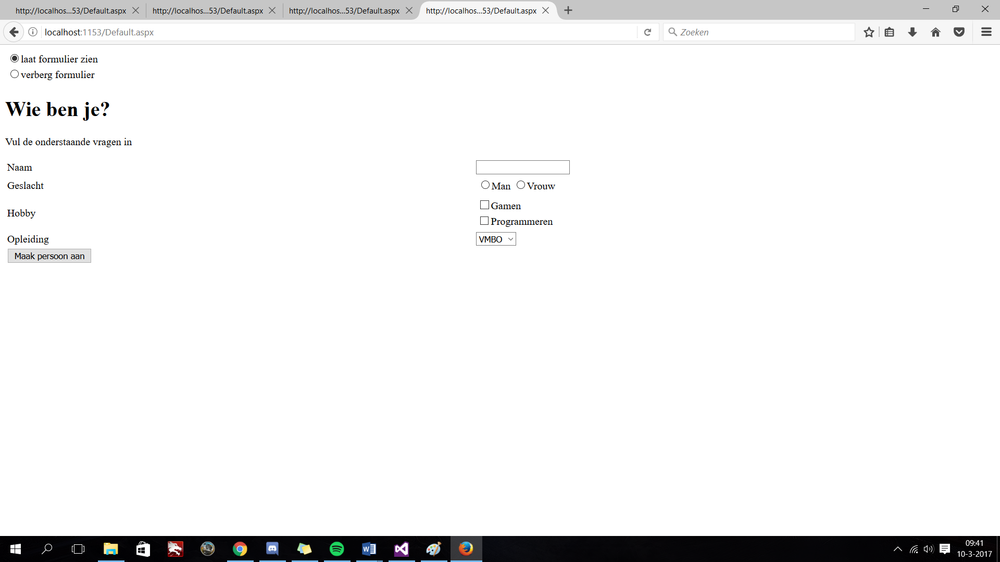 http://localhos...53/Default.aspx http://localhos...53/Default.aspx http://localhos...53/Default.aspx http://localhos...53/Default.aspx
localhost:1153/Default.aspx Zoeken
laat formulier zien
verberg formulier
Wie ben je?
Vul de onderstaande vragen in
Naam
Geslacht Man Vrouw
Hobby
Gamen
Programmeren
Opleiding VMBO
Maak persoon aan
09:41
10-3-2017